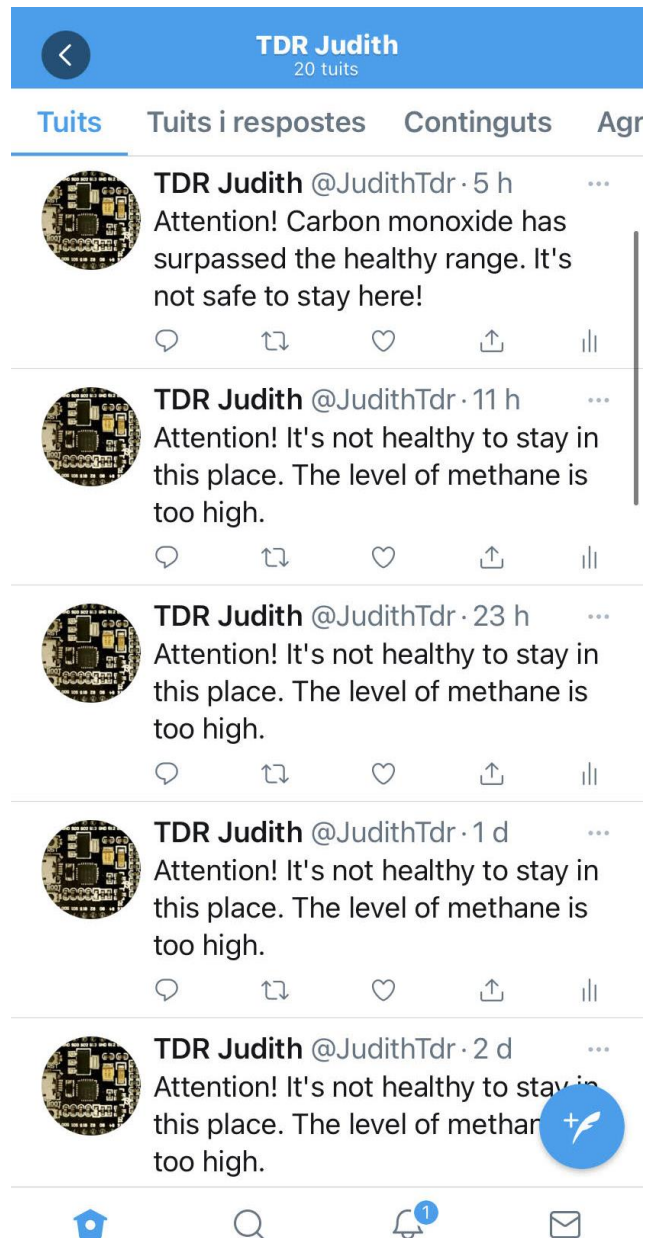 TDR Judith
20 tuits
Tuits Tuits i respostes Continguts Agr
TDR Judith @JudithTdr · 5 h
Attention! Carbon monoxide has
surpassed the healthy range. It's
not safe to stay here!
TDR Judith @JudithTdr · 11 h
Attention! It's not healthy to stay in
this place. The level of methane is
too high.
TDR Judith @JudithTdr · 23 h
Attention! It's not healthy to stay in
this place. The level of methane is
too high.
TDR Judith @JudithTdr · 1 d
Attention! It's not healthy to stay in
this place. The level of methane is
too high.
TDR Judith @JudithTdr · 2 d
Attention! It's not healthy to stay in
this place. The level of methan
too high.
1